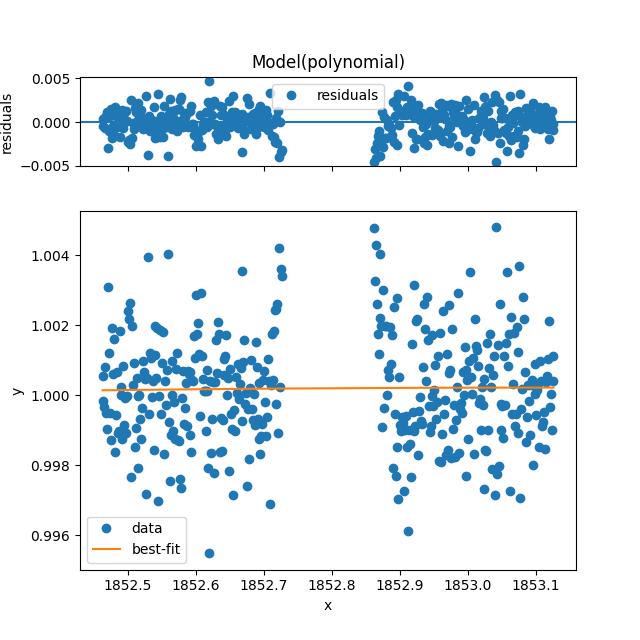 Model(polynomial)
0.005
0.000
−0.005
residuals
residuals
1.004
1.002
1.000
0.998
0.996
y
data
best-fit
1852.5 1852.6 1852.7 1852.8 1852.9 1853.0 1853.1
x